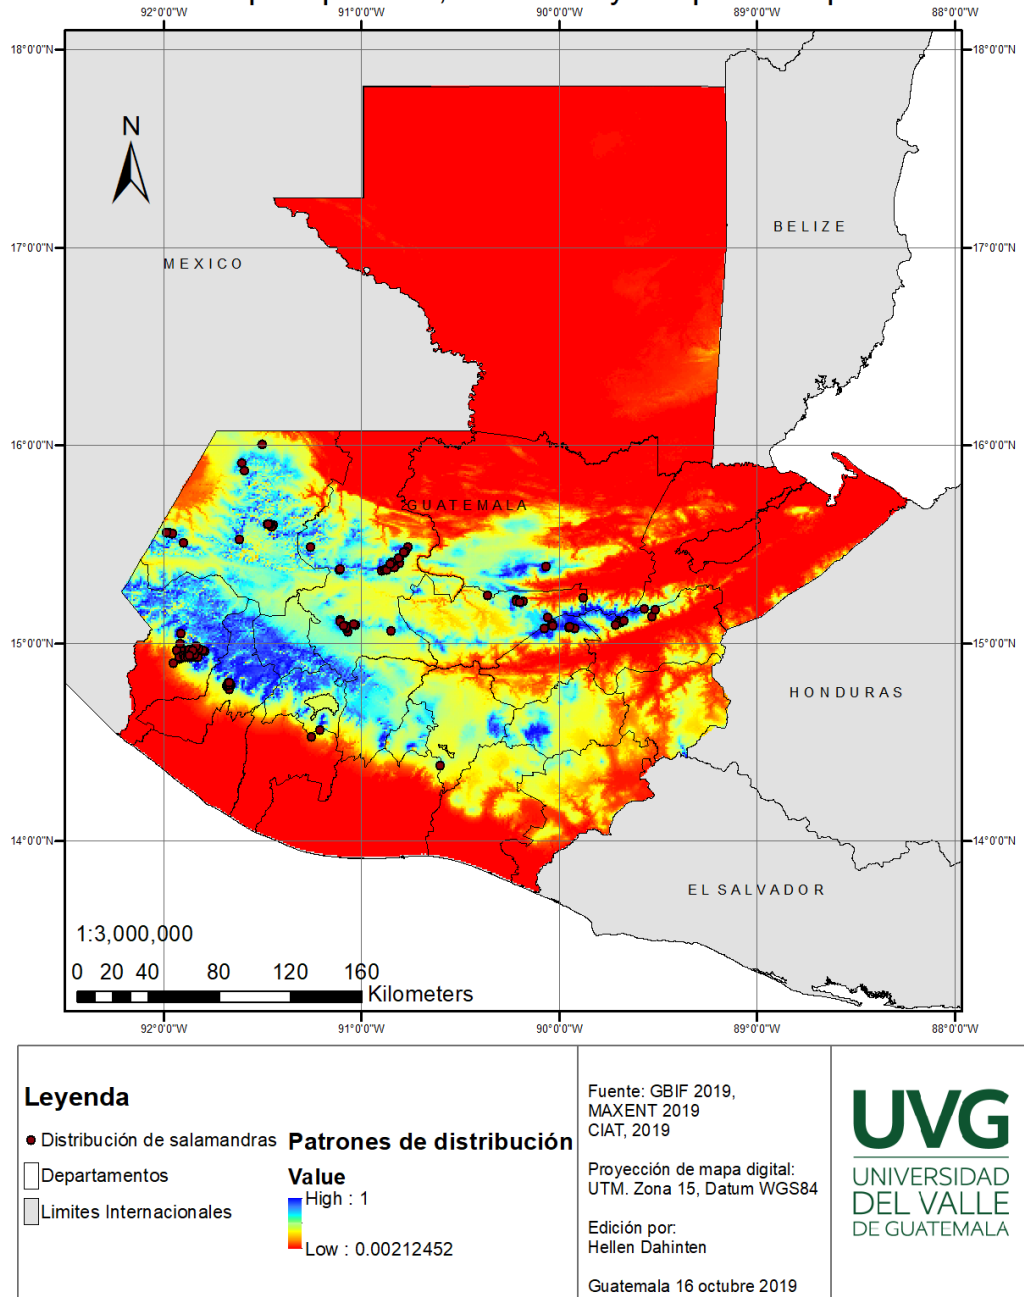 92°0'0"W 91°0'0"W 90°0'0"W 89°0'0"W 88°0'0"W
18°0'0"N 18°0'0"N
N
17°0'0"N 17°0'0"N
BELIZE
MEXICO
16°0'0"N 16°0'0"N
GUATEMALA
15°0'0"N 15°0'0"N
HONDURAS
14°0'0"N 14°0'0"N
EL SALVADOR
1:3,000,000
0 20 40 80 120 160
Kilometers
92°0'0"W 91°0'0"W 90°0'0"W 89°0'0"W 88°0'0"W
Leyenda
Distribución de salamandras
Departamentos
Limites Internacionales
Patrones de distribución
Value
High : 1
Low : 0.00212452
Fuente: GBIF 2019,
MAXENT 2019
CIAT, 2019
Proyección de mapa digital:
UTM. Zona 15, Datum WGS84
Edición por:
Hellen Dahinten
Guatemala 16 octubre 2019
UVG
UNIVERSIDAD
DEL VALLE
DE GUATEMALA